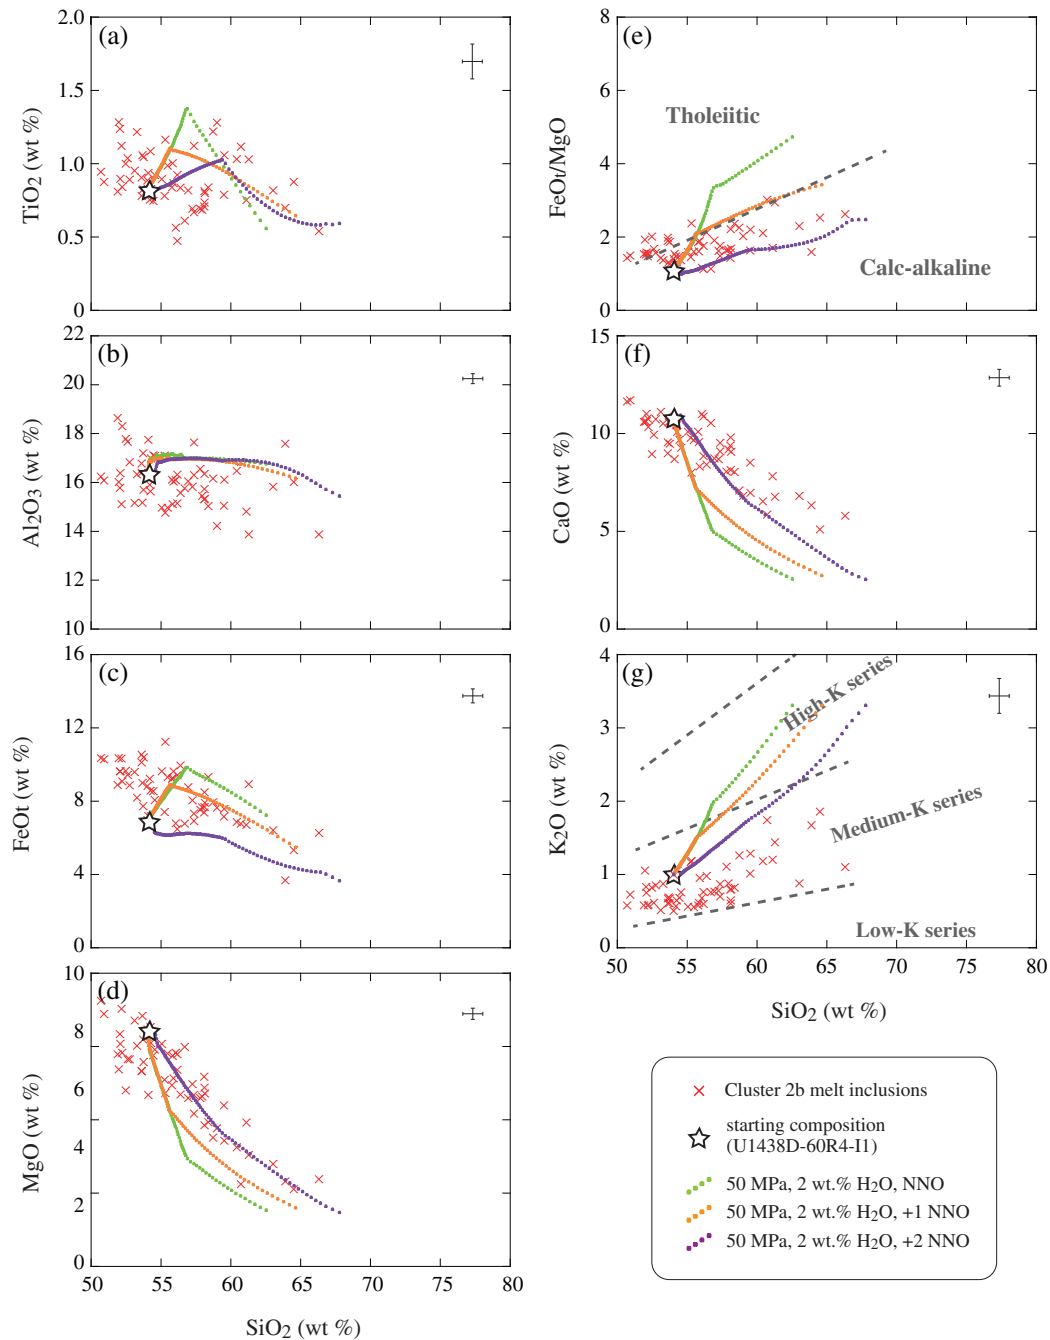 (a)
2.0
1.5
1.0
0.5
0
TiO2 (wt %)
(b)
22
20
18
16
14
12
10
Al2O3 (wt %)
(c)
16
12
8
4
0
FeOt (wt %)
(d)
10
8
6
4
2
0
MgO (wt %)
50 55 60 65 70 75 80
SiO2 (wt %)
(e)
8
6
4
2
0
FeOt/MgO
Tholeiitic
Calc-alkaline
(f)
15
10
5
0
CaO (wt %)
(g)
4
3
2
1
0
K2O (wt %)
High-K series
Medium-K series
Low-K series
50 55 60 65 70 75 80
SiO2 (wt %)
Cluster 2b melt inclusions
starting composition
(U1438D-60R4-I1)
50 MPa, 2 wt.% H2O, NNO
50 MPa, 2 wt.% H2O, +1 NNO
50 MPa, 2 wt.% H2O, +2 NNO